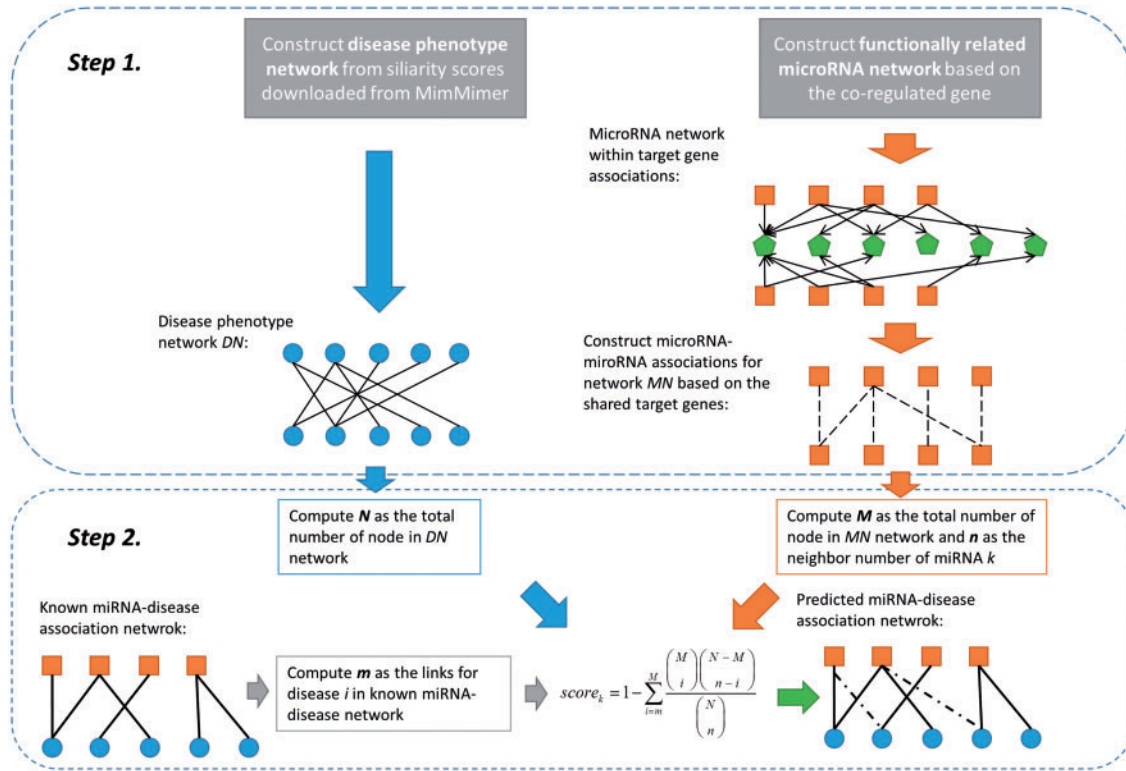 Step 1.
Construct disease phenotype
network from siliarity scores
downloaded from MimMimer
Construct functionally related
microRNA network based on
the co-regulated gene
MicroRNA network
within target gene
associations:
Disease phenotype
network DN:
Construct microRNA-
miroRNA associations for
network MN based on the
shared target genes:
Step 2.
Compute N as the total
number of node in DN
network
Compute M as the total number of
node in MN network and n as the
neighbor number of miRNA k
Known miRNA-disease
association netwrok:
Compute m as the links for
disease i in known miRNA-
disease network
score_k = 1 - \sum_{i=m}^{M} \frac{\binom{M}{i}\binom{N-M}{n-i}}{\binom{N}{n}}
Predicted miRNA-disease
association netwrok: